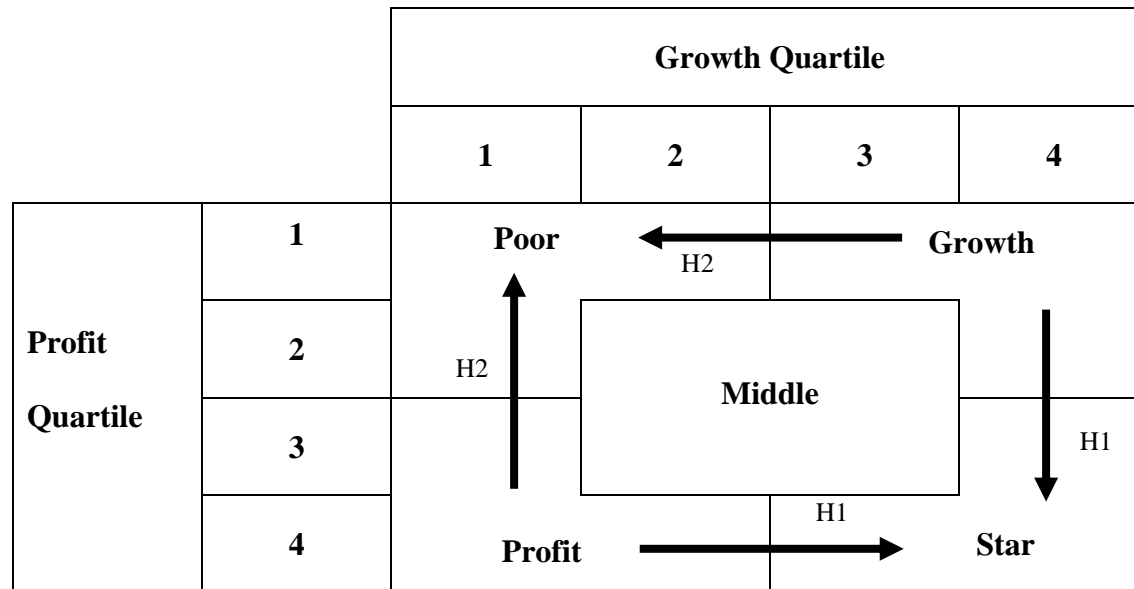 Growth Quartile
1 2 3 4
1 Poor Growth
H2
Profit 2
H2
Middle
Quartile
3 H1
H1
4 Profit Star